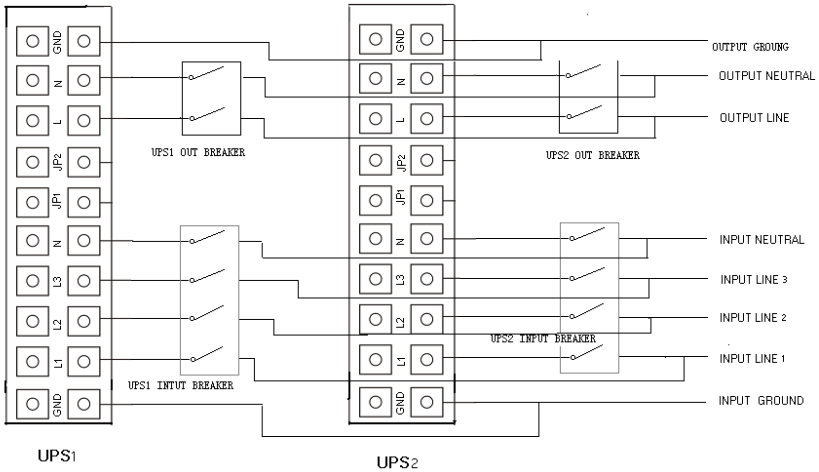 GND
N
L
JP2
JP1
N
L3
L2
L1
GND
UPS1
UPS1 OUT BREAKER
UPS1 INTUT BREAKER
GND
N
L
JP2
JP1
N
L3
L2
L1
GND
UPS2
UPS2 OUT BREAKER
UPS2 INPUT BREAKER
OUTPUT GROUNG
OUTPUT NEUTRAL
OUTPUT LINE
INPUT NEUTRAL
INPUT LINE 3
INPUT LINE 2
INPUT LINE 1
INPUT GROUND